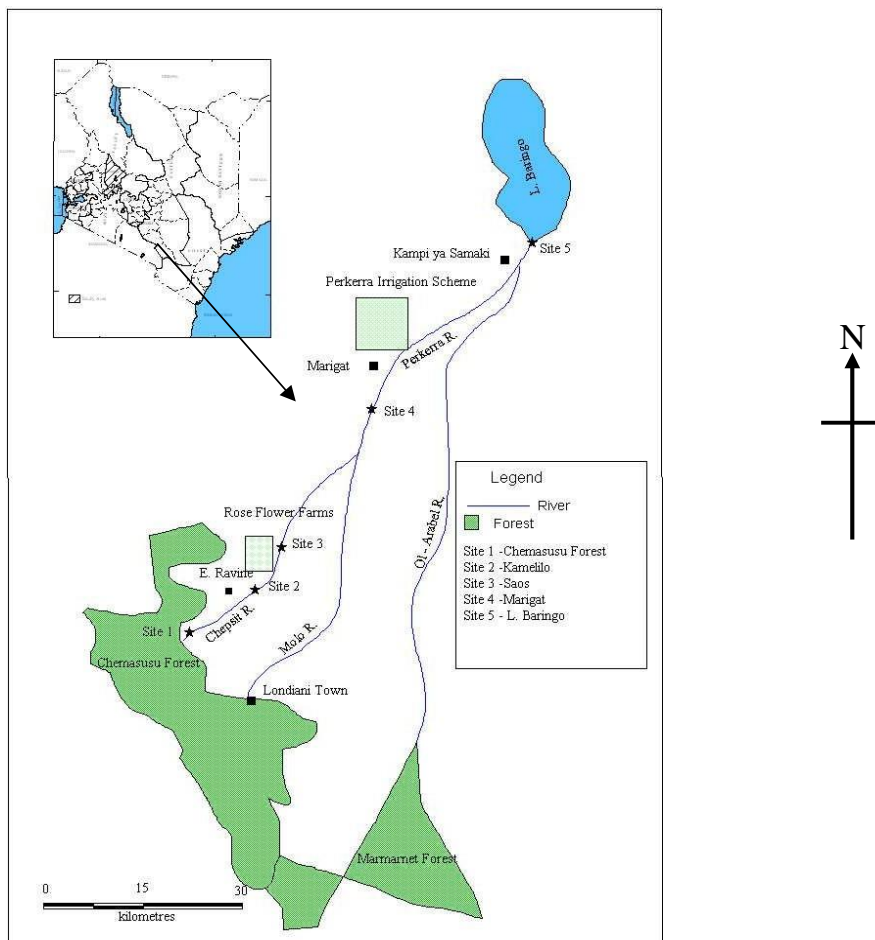 L. Baringo
Site 5
Kampi ya Samaki
Perkerra Irrigation Scheme
Perkerra R.
Marigat
Site 4
N
Legend
River
Forest
Site 1 -Chemasusu Forest
Site 2 -Kamelilo
Site 3 -Saos
Site 4 -Marigat
Site 5 - L. Baringo
Ol - Arabel R.
Rose Flower Farms
Site 3
E. Ravine
Site 2
Chepsit R.
Site 1
Molo R.
Chemasusu Forest
Londiani Town
Marmarnet Forest
0 15 30
kilometres